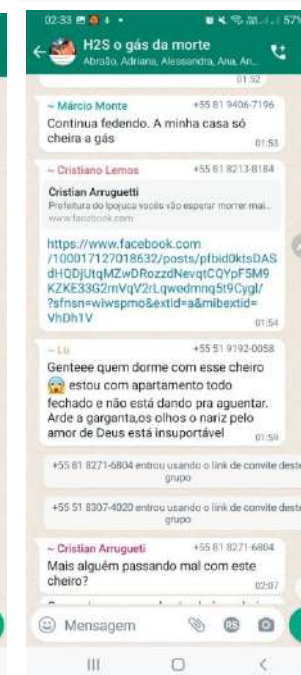 02:33
57%
H2S o gás da morte
Abraão, Adriana, Alessandra, Ana, An...
01:52
~ Márcio Monte +55 81 9406-7196
Continua fedendo. A minha casa só
cheira a gás
01:53
~ Cristiano Lemos +55 81 8213-8184
Cristian Arruguetti
Prefeitura do Ipojuca vocês vão esperar morrer mai...
www.facebook.com
https://www.facebook.com
/100017127018632/posts/pfbid0ktsDAS
dHQDjUtqMZwDRozzdNevqtCQYpF5M9
KZKE33G2mVqV2rLqwedmnq5t9Cygl/
?sfnsn=wiwspmo&extid=a&mibextid=
VhDh1V
01:54
~ Lu +55 51 9192-0058
Genteee quem dorme com esse cheiro
😱 estou com apartamento todo
fechado e não está dando pra aguentar.
Arde a garganta,os olhos o nariz pelo
amor de Deus está insuportável
01:59
+55 81 8271-6804 entrou usando o link de convite deste
grupo
+55 51 8307-4020 entrou usando o link de convite deste
grupo
~ Cristian Arrugueti +55 81 8271-6804
Mais alguém passando mal com este
cheiro?
02:07
Mensagem
R$